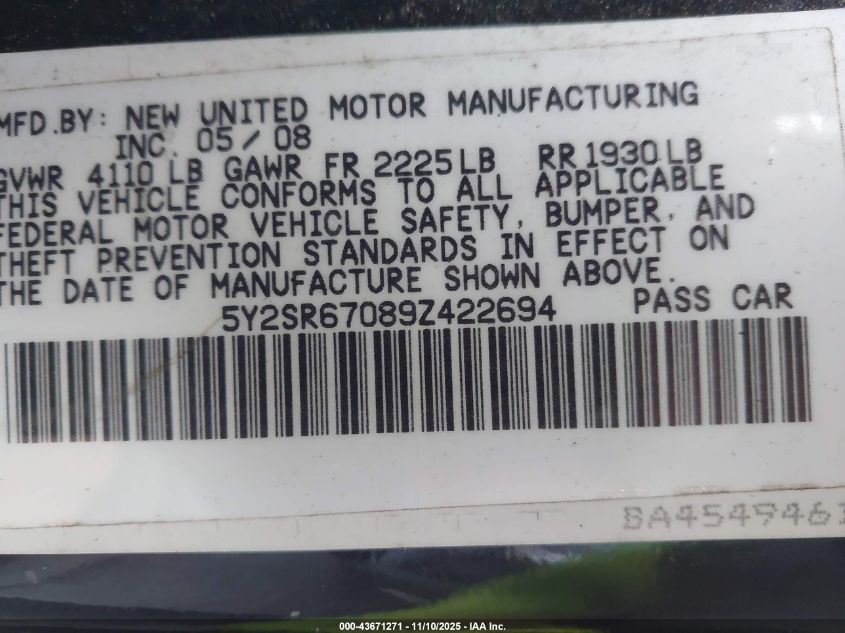 MFD.BY: NEW UNITED MOTOR MANUFACTURING
INC. 05/08
GVWR 4110 LB GAWR FR 2225LB RR1930LB
THIS VEHICLE CONFORMS TO ALL APPLICABLE
FEDERAL MOTOR VEHICLE SAFETY, BUMPER, AND
THEFT PREVENTION STANDARDS IN EFFECT ON
THE DATE OF MANUFACTURE SHOWN ABOVE.
5Y2SR67089Z422694 PASS CAR
BA4549461
000-43671271 - 11/10/2025 - IAA Inc.